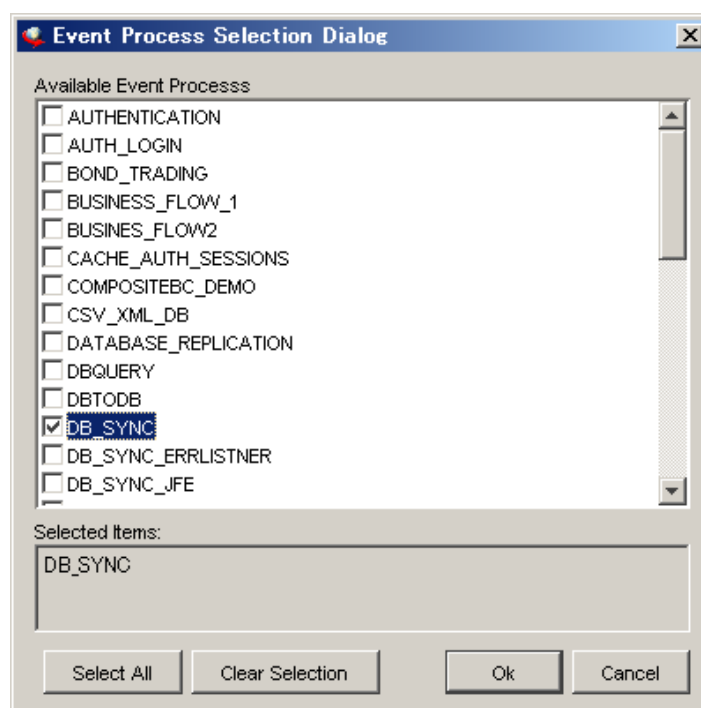 Event Process Selection Dialog
Available Event Processs
AUTHENTICATION
AUTH_LOGIN
BOND_TRADING
BUSINESS_FLOW_1
BUSINES_FLOW2
CACHE_AUTH_SESSIONS
COMPOSITEBC_DEMO
CSV_XML_DB
DATABASE_REPLICATION
DBQUERY
DBTODB
DB_SYNC
DB_SYNC_ERRLISTNER
DB_SYNC_JFE
Selected Items:
DB_SYNC
Select All Clear Selection Ok Cancel